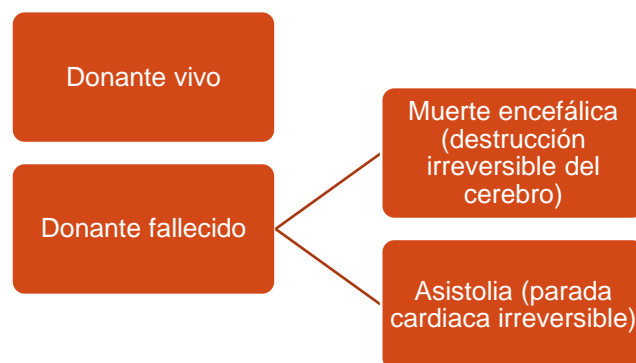 Donante vivo
Donante fallecido
Muerte encefálica
(destrucción
irreversible del
cerebro)
Asistolia (parada
cardiaca irreversible)